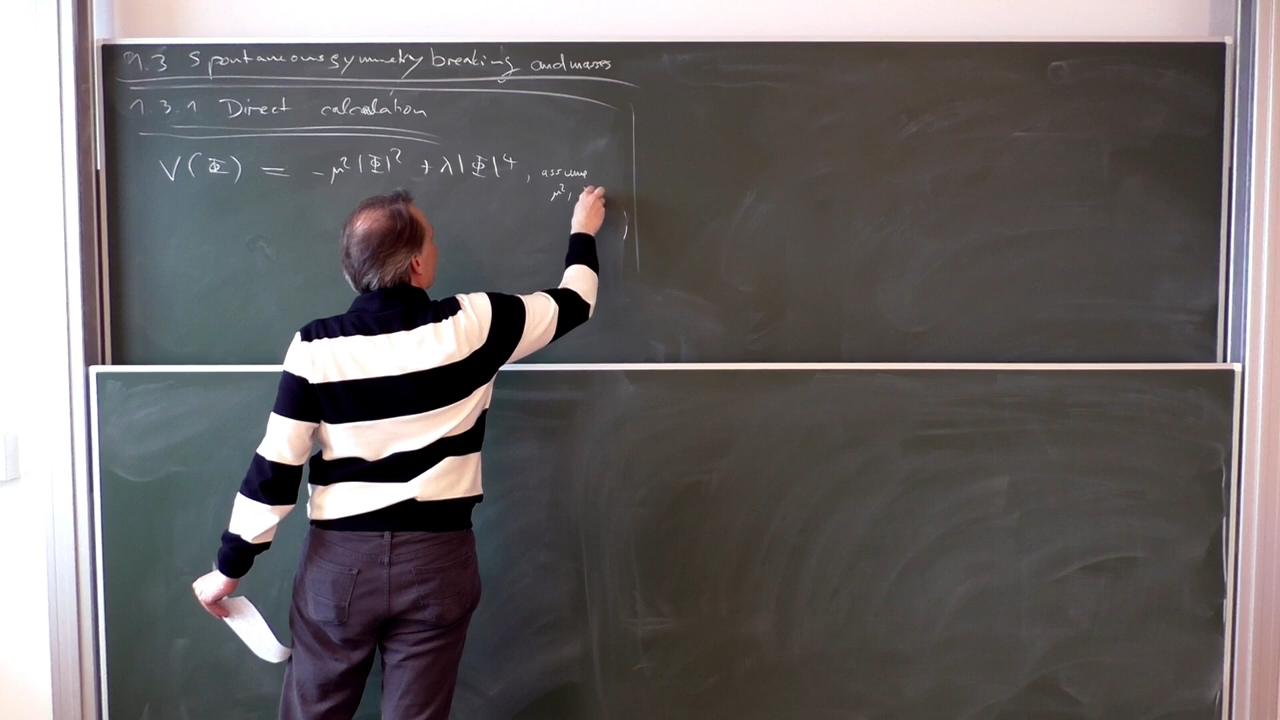 1.3 Spontaneous symmetry breaking and masses
1.3.1 Direct calculation
V(Φ) = -μ²|Φ|² + λ|Φ|⁴, assume
μ²,